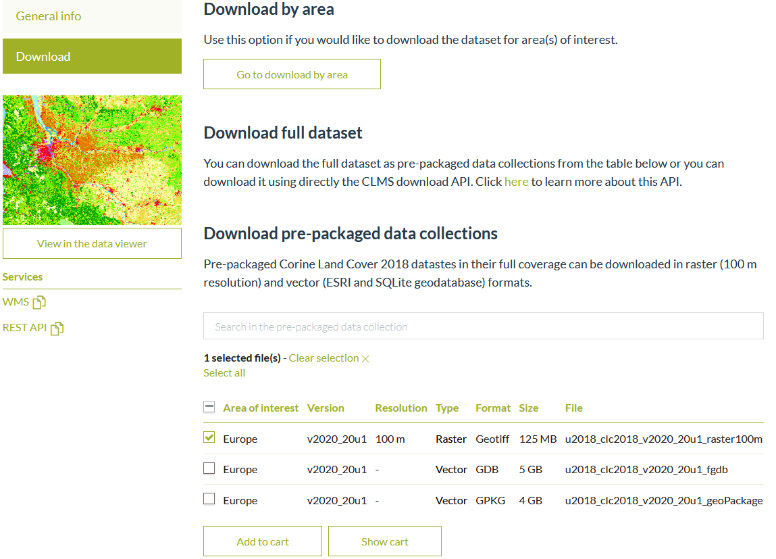 General info
Download
View in the data viewer
Services
WMS
REST API
Download by area
Use this option if you would like to download the dataset for area(s) of interest.
Go to download by area
Download full dataset
You can download the full dataset as pre-packaged data collections from the table below or you can
download it using directly the CLMS download API. Click here to learn more about this API.
Download pre-packaged data collections
Pre-packaged Corine Land Cover 2018 datastes in their full coverage can be downloaded in raster (100 m
resolution) and vector (ESRI and SQLite geodatabase) formats.
Search in the pre-packaged data collection
1 selected file(s) - Clear selection ×
Select all
Area of interest Version Resolution Type Format Size File
Europe v2020_20u1 100 m Raster Geotiff 125 MB u2018_clc2018_v2020_20u1_raster100m
Europe v2020_20u1 - Vector GDB 5 GB u2018_clc2018_v2020_20u1_fgdb
Europe v2020_20u1 - Vector GPKG 4 GB u2018_clc2018_v2020_20u1_geoPackage
Add to cart Show cart